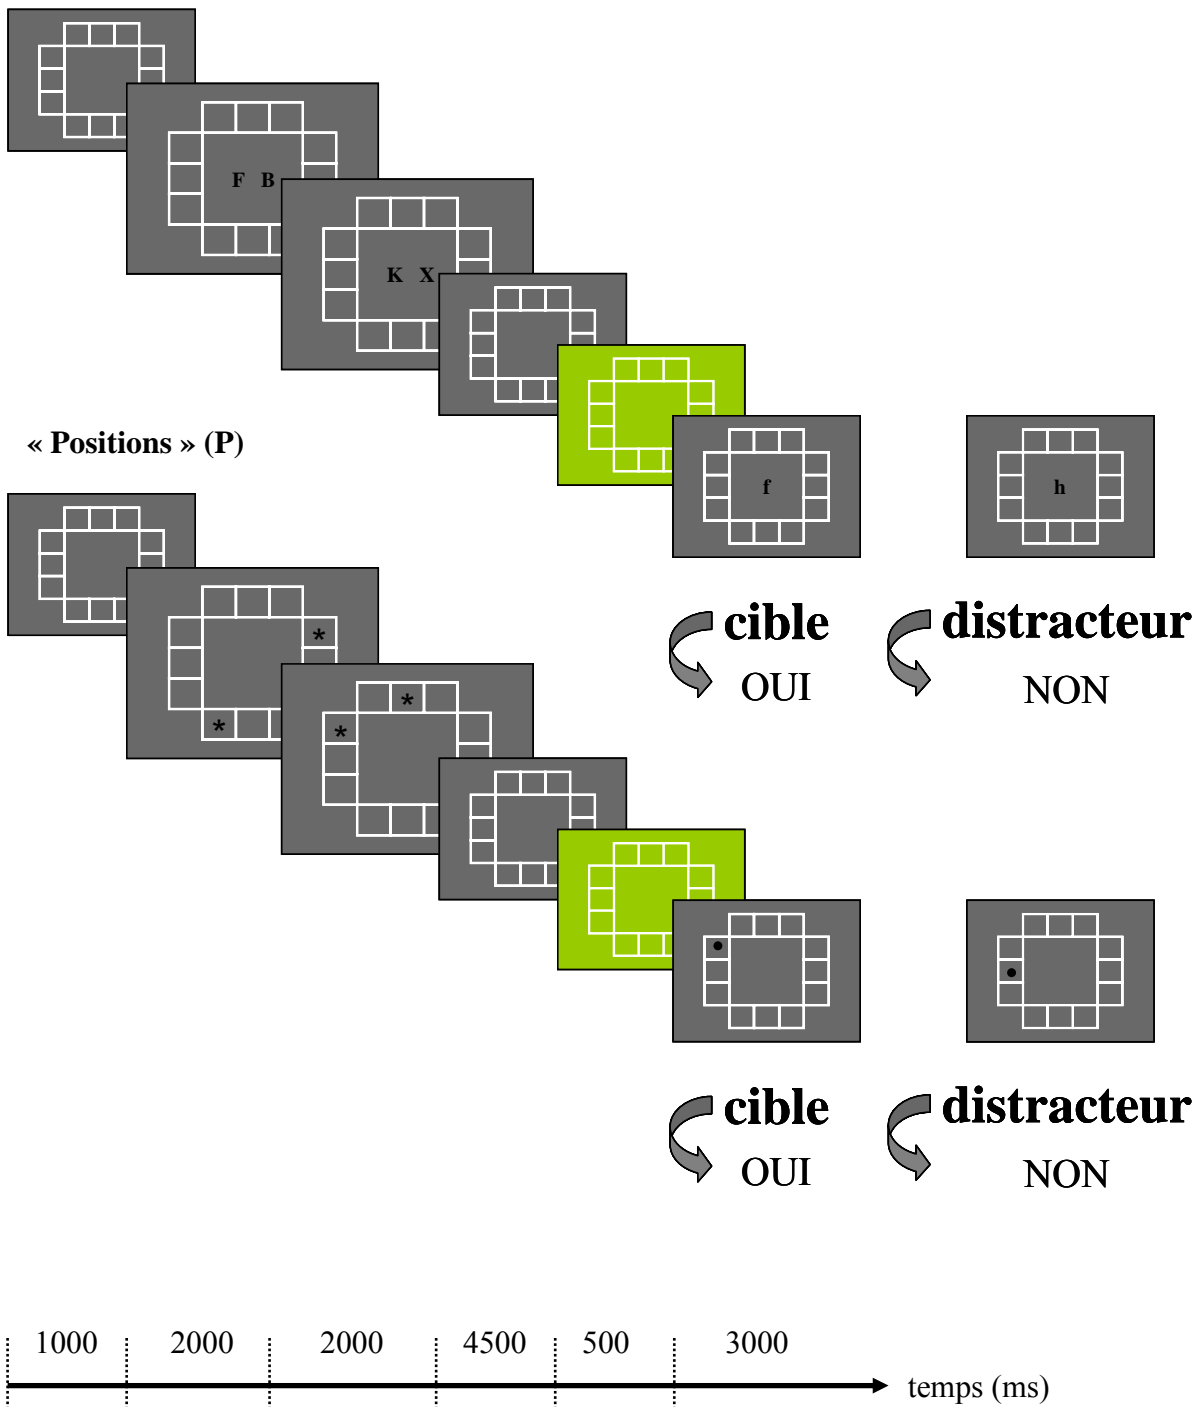 F B
K X
f
h
« Positions » (P)
cible
distracteur
OUI
NON
*
*
*
*
cible
distracteur
OUI
NON
1000 2000 2000 4500 500 3000
temps (ms)